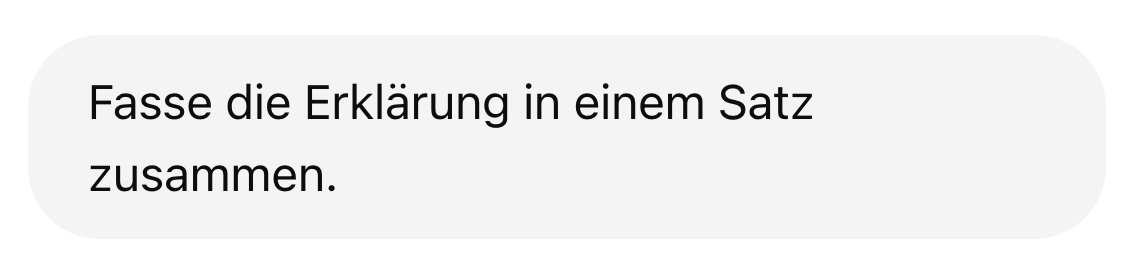 Fasse die Erklärung in einem Satz
zusammen.